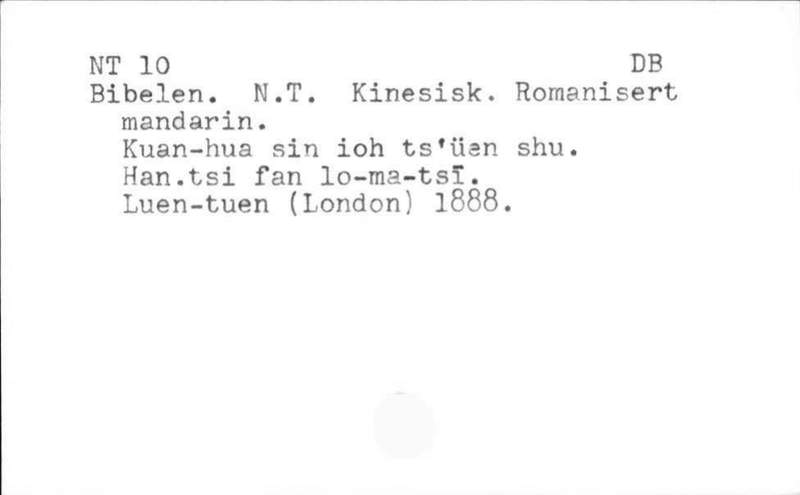 NT 10 DB
Bibelen. N.T. Kinesisk. Romanisert
mandarin.
Kuan-hua sin ioh ts'üen shu.
Han.tsi fan lo-ma-tsī.
Luen-tuen (London) 1888.